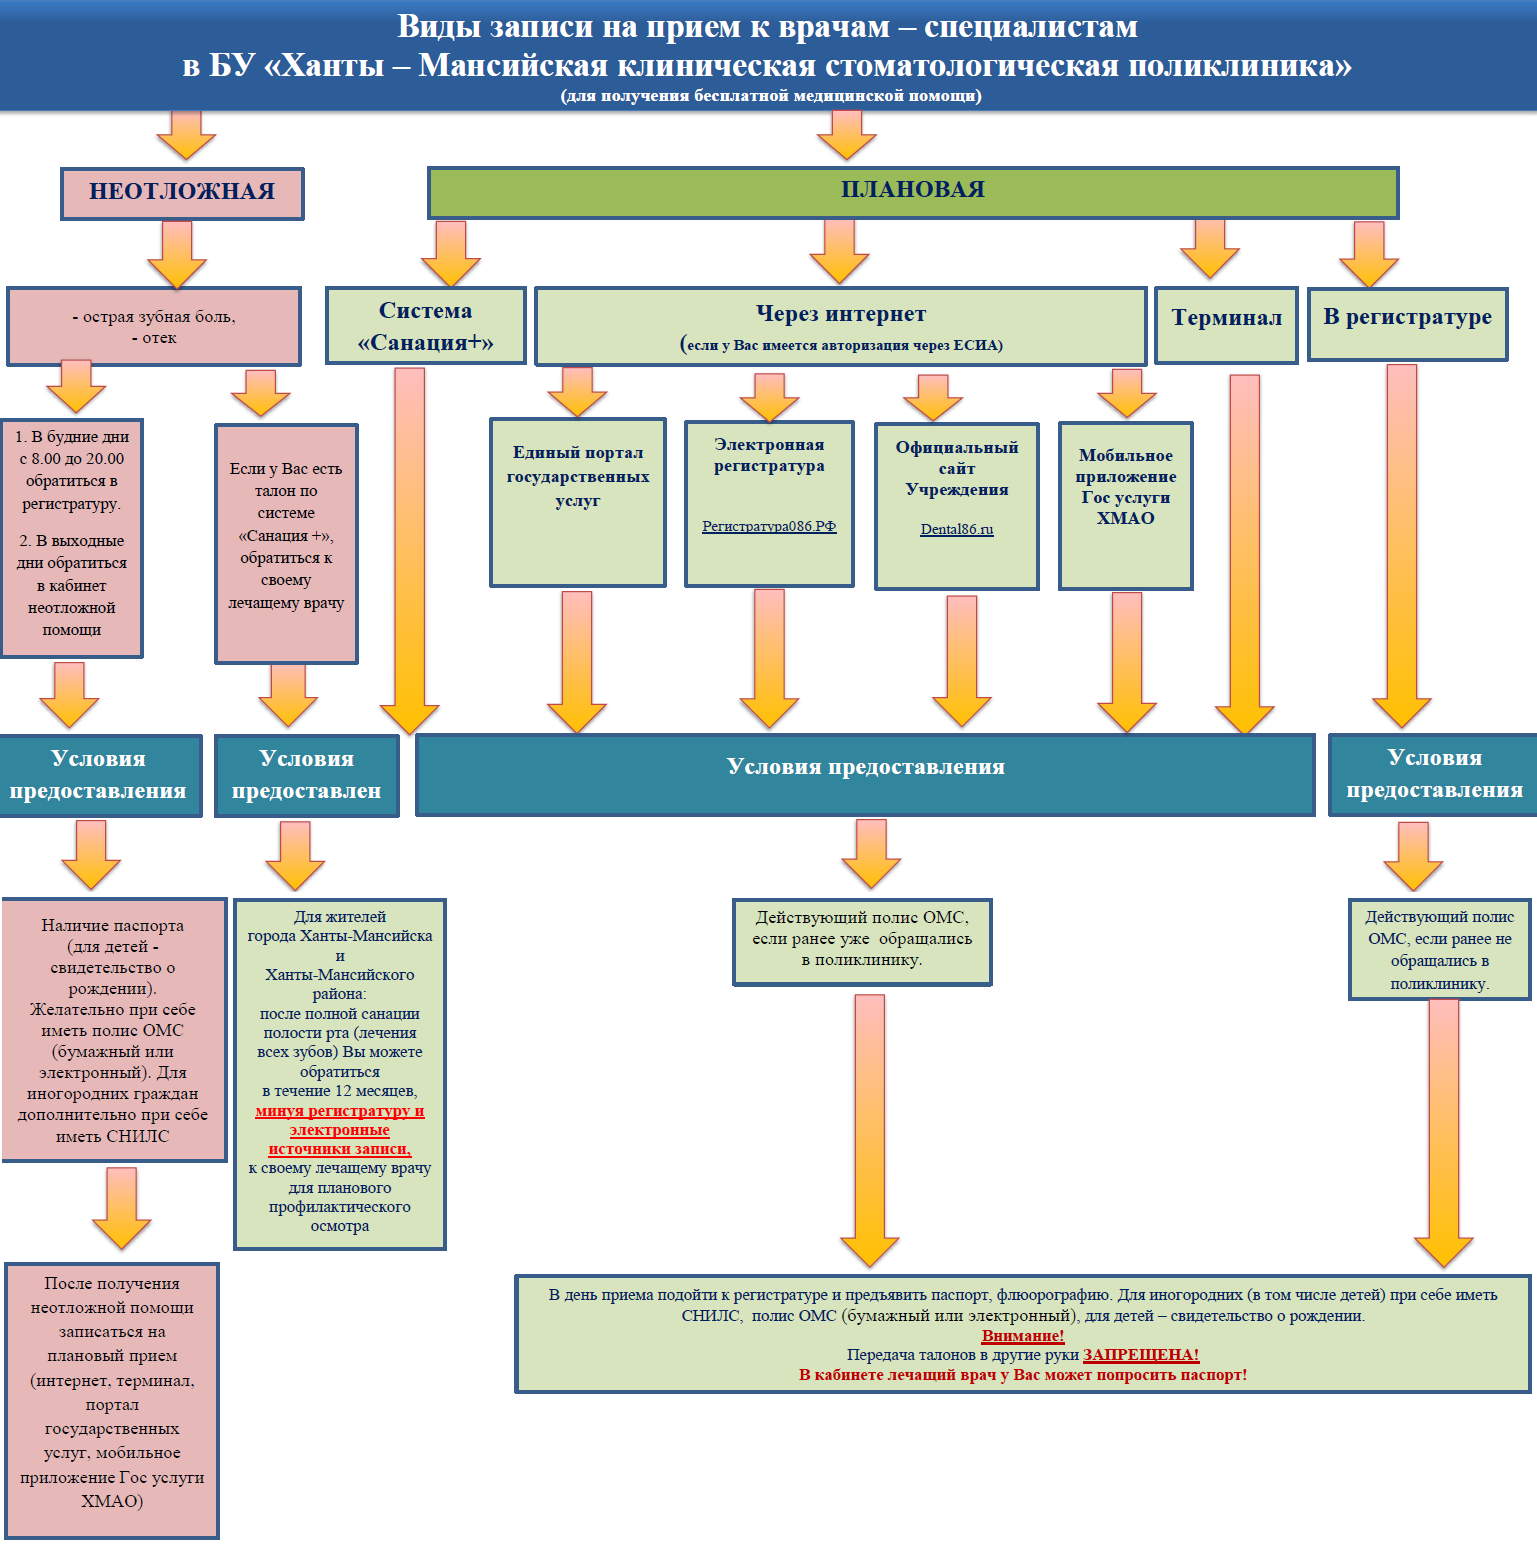 Виды записи на прием к врачам – специалистам
в БУ «Ханты – Мансийская клиническая стоматологическая поликлиника»
(для получения бесплатной медицинской помощи)
НЕОТЛОЖНАЯ
ПЛАНОВАЯ
- острая зубная боль,
- отек
Система
«Санация+»
Через интернет
(если у Вас имеется авторизация через ЕСИА)
Терминал
В регистратуре
1. В будние дни
с 8.00 до 20.00
обратиться в
регистратуру.
2. В выходные
дни обратиться
в кабинет
неотложной
помощи
Если у Вас есть
талон по
системе
«Санация +»,
обратиться к
своему
лечащему врачу
Единый портал
государственных
услуг
Электронная
регистратура
Регистратура086.РФ
Официальный
сайт
Учреждения
Dental86.ru
Мобильное
приложение
Гос услуги
ХМАО
Условия
предоставления
Условия
предоставлен
Условия предоставления
Условия
предоставления
Наличие паспорта
(для детей -
свидетельство о
рождении).
Желательно при себе
иметь полис ОМС
(бумажный или
электронный). Для
иногородних граждан
дополнительно при себе
иметь СНИЛС
Для жителей
города Ханты-Мансийска
и
Ханты-Мансийского
района:
после полной санации
полости рта (лечения
всех зубов) Вы можете
обратиться
в течение 12 месяцев,
минуя регистратуру и
электронные
источники записи,
к своему лечащему врачу
для планового
профилактического
осмотра
Действующий полис ОМС,
если ранее уже обращались
в поликлинику.
Действующий полис
ОМС, если ранее не
обращались в
поликлинику.
После получения
неотложной помощи
записаться на
плановый прием
(интернет, терминал,
портал
государственных
услуг, мобильное
приложение Гос услуги
ХМАО)
В день приема подойти к регистратуре и предъявить паспорт, флюорографию. Для иногородних (в том числе детей) при себе иметь
СНИЛС, полис ОМС (бумажный или электронный), для детей – свидетельство о рождении.
Внимание!
Передача талонов в другие руки ЗАПРЕЩЕНА!
В кабинете лечащий врач у Вас может попросить паспорт!